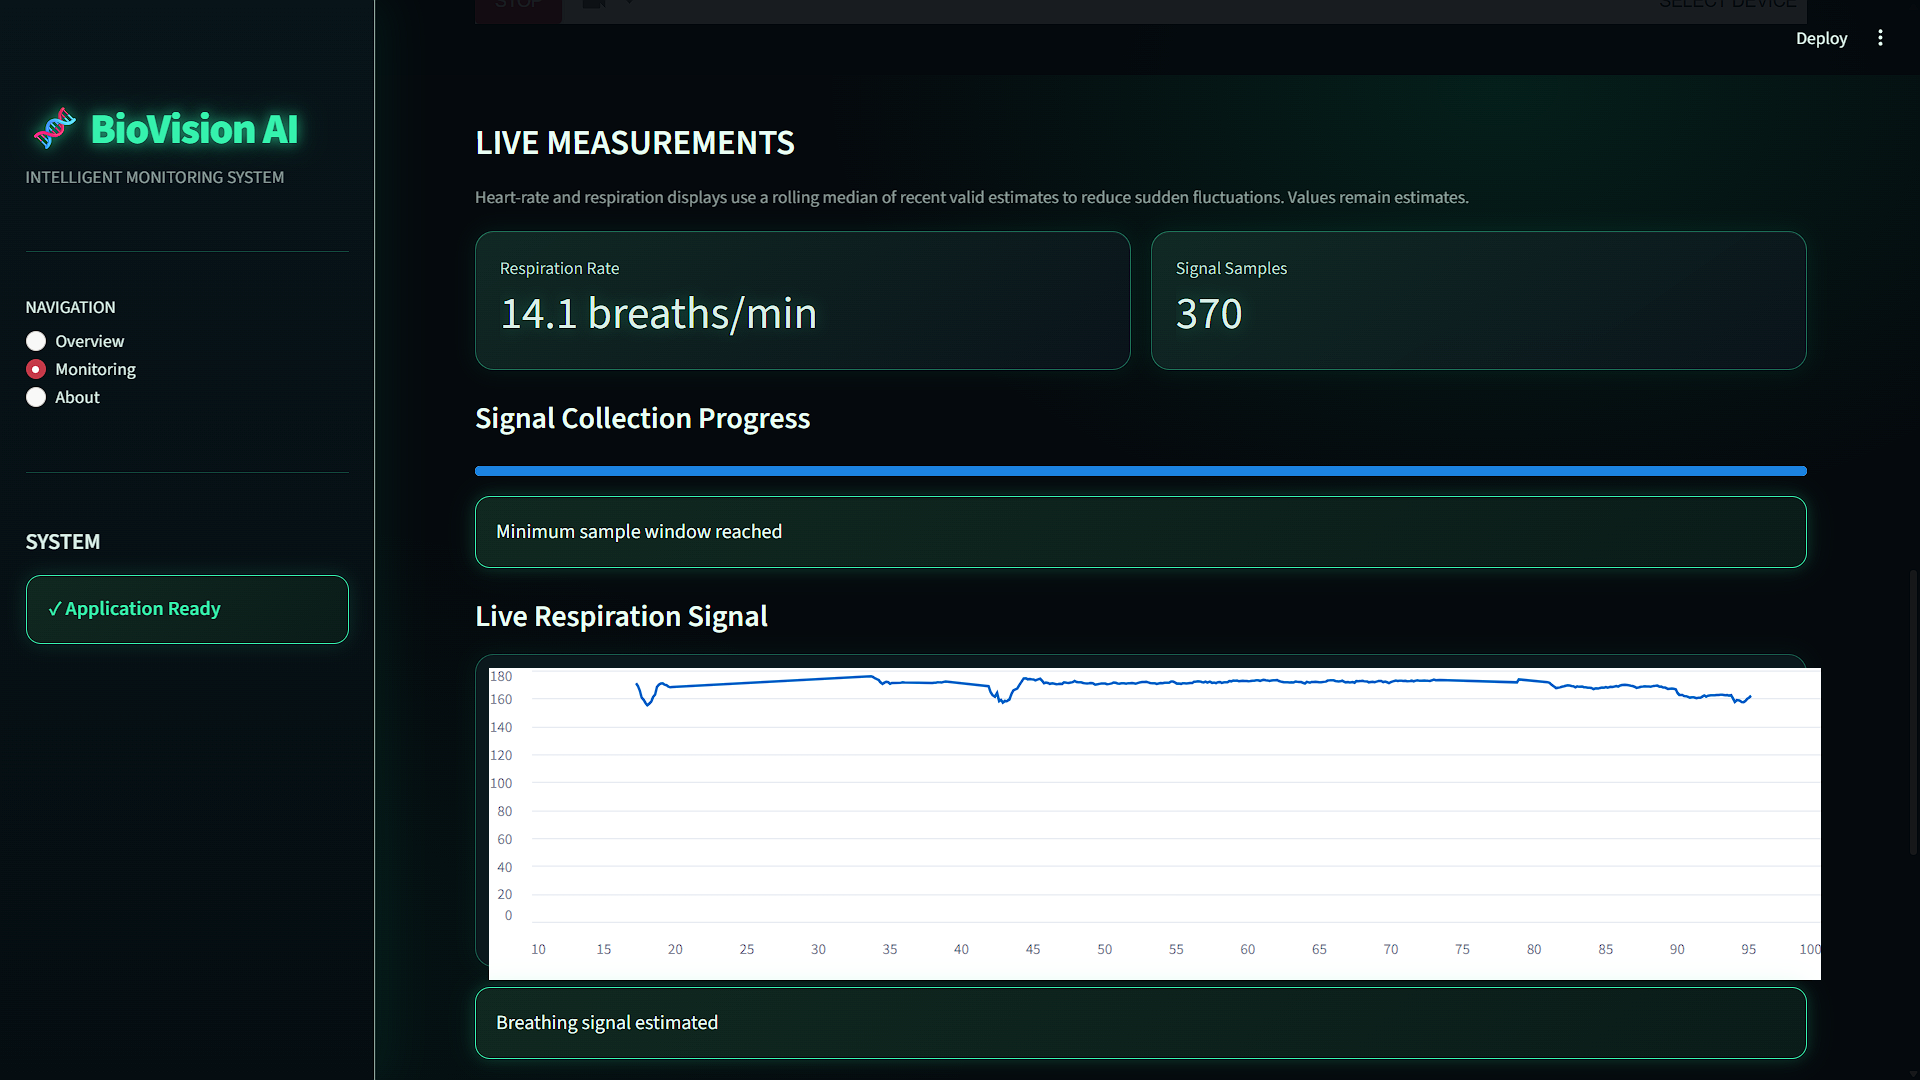 STOP
SELECT DEVICE
Deploy
BioVision AI
INTELLIGENT MONITORING SYSTEM
NAVIGATION
Overview
Monitoring
About
SYSTEM
✓ Application Ready
LIVE MEASUREMENTS
Heart-rate and respiration displays use a rolling median of recent valid estimates to reduce sudden fluctuations. Values remain estimates.
Respiration Rate
14.1 breaths/min
Signal Samples
370
Signal Collection Progress
Minimum sample window reached
Live Respiration Signal
180
160
140
120
100
80
60
40
20
0
10 15 20 25 30 35 40 45 50 55 60 65 70 75 80 85 90 95 100
Breathing signal estimated